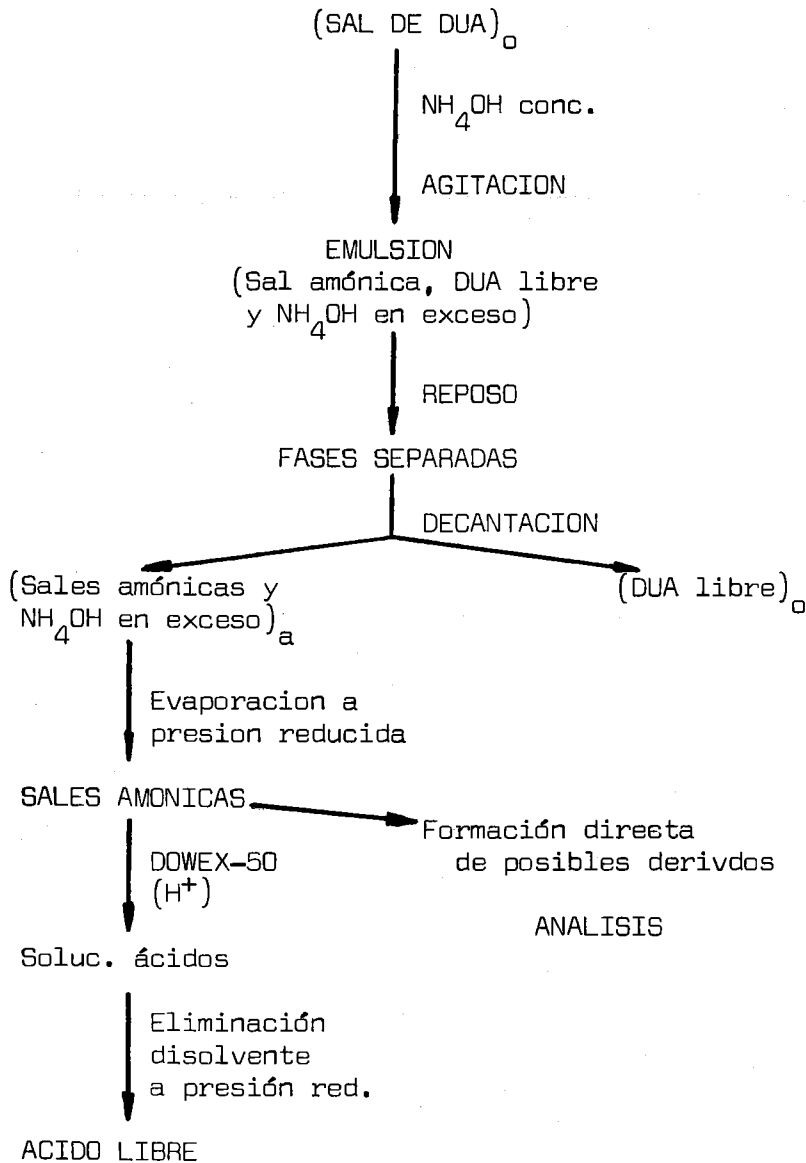 (SAL DE DUA)o
NH4OH conc.
AGITACION
EMULSION
(Sal amónica, DUA libre
y NH4OH en exceso)
REPOSO
FASES SEPARADAS
DECANTACION
(Sales amónicas y
NH4OH en exceso)a
(DUA libre)o
Evaporacion a
presion reducida
SALES AMONICAS
Formación directa
de posibles derivdos
DOWEX-50
(H+)
ANALISIS
Soluc. ácidos
Eliminación
disolvente
a presión red.
ACIDO LIBRE